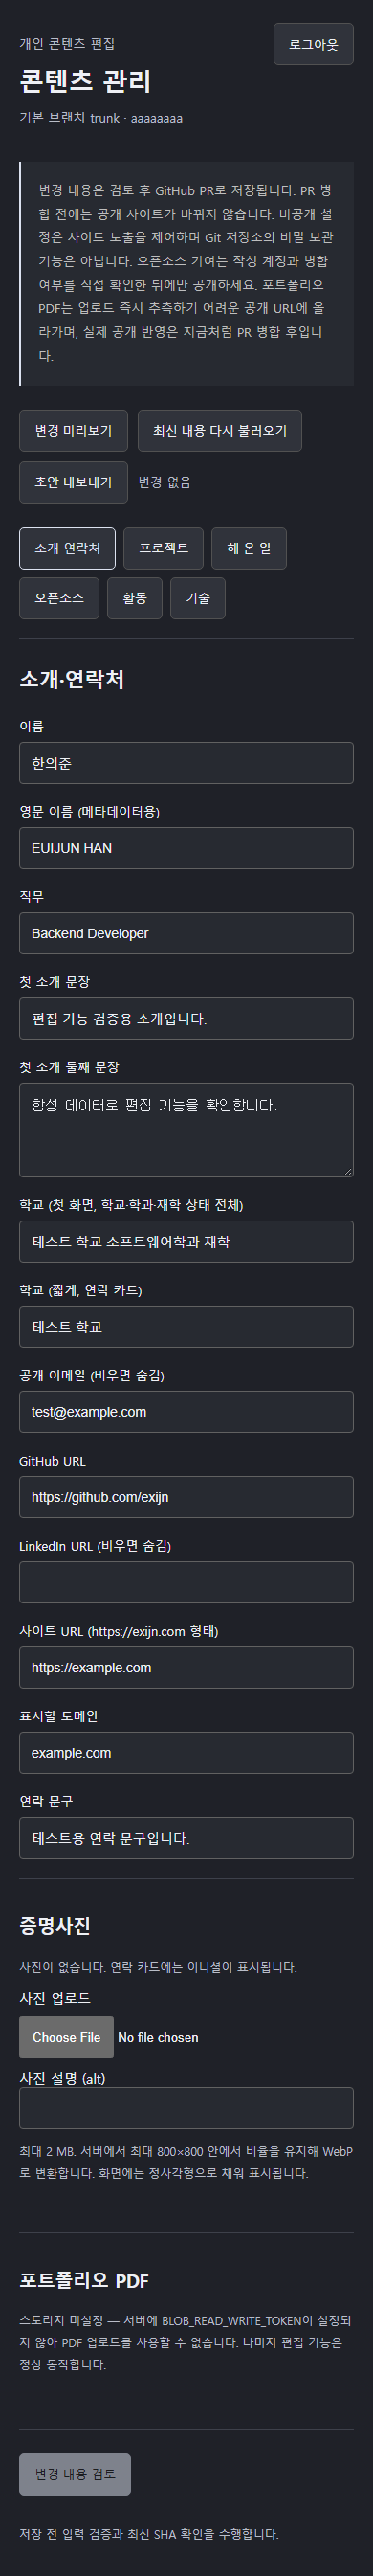 개인 콘텐츠 편집
로그아웃
콘텐츠 관리
기본 브랜치 trunk · aaaaaaaa
변경 내용은 검토 후 GitHub PR로 저장됩니다. PR 병
합 전에는 공개 사이트가 바뀌지 않습니다. 비공개 설
정은 사이트 노출을 제어하며 Git 저장소의 비밀 보관
기능은 아닙니다. 오픈소스 기여는 작성 계정과 병합
여부를 직접 확인한 뒤에만 공개하세요. 포트폴리오
PDF는 업로드 즉시 추측하기 어려운 공개 URL에 올
라가며, 실제 공개 반영은 지금처럼 PR 병합 후입니
다.
변경 미리보기
최신 내용 다시 불러오기
초안 내보내기
변경 없음
소개·연락처
프로젝트
해 온 일
오픈소스
활동
기술
소개·연락처
이름
한의준
영문 이름 (메타데이터용)
EUIJUN HAN
직무
Backend Developer
첫 소개 문장
편집 기능 검증용 소개입니다.
첫 소개 둘째 문장
합성 데이터로 편집 기능을 확인합니다.
학교 (첫 화면, 학교·학과·재학 상태 전체)
테스트 학교 소프트웨어학과 재학
학교 (짧게, 연락 카드)
테스트 학교
공개 이메일 (비우면 숨김)
test@example.com
GitHub URL
https://github.com/exijn
LinkedIn URL (비우면 숨김)
사이트 URL (https://exijn.com 형태)
https://example.com
표시할 도메인
example.com
연락 문구
테스트용 연락 문구입니다.
증명사진
사진이 없습니다. 연락 카드에는 이니셜이 표시됩니다.
사진 업로드
Choose File No file chosen
사진 설명 (alt)
최대 2 MB. 서버에서 최대 800×800 안에서 비율을 유지해 WebP
로 변환합니다. 화면에는 정사각형으로 채워 표시됩니다.
포트폴리오 PDF
스토리지 미설정 — 서버에 BLOB_READ_WRITE_TOKEN이 설정되
지 않아 PDF 업로드를 사용할 수 없습니다. 나머지 편집 기능은
정상 동작합니다.
변경 내용 검토
저장 전 입력 검증과 최신 SHA 확인을 수행합니다.